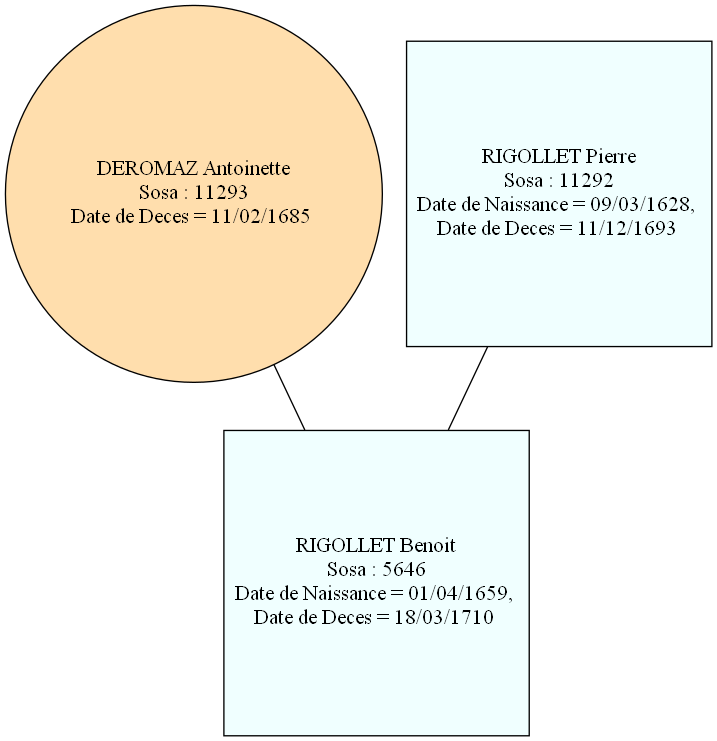 DEROMAZ Antoinette
Sosa : 11293
Date de Deces = 11/02/1685
RIGOLLET Pierre
Sosa : 11292
Date de Naissance = 09/03/1628,
Date de Deces = 11/12/1693
RIGOLLET Benoit
Sosa : 5646
Date de Naissance = 01/04/1659,
Date de Deces = 18/03/1710